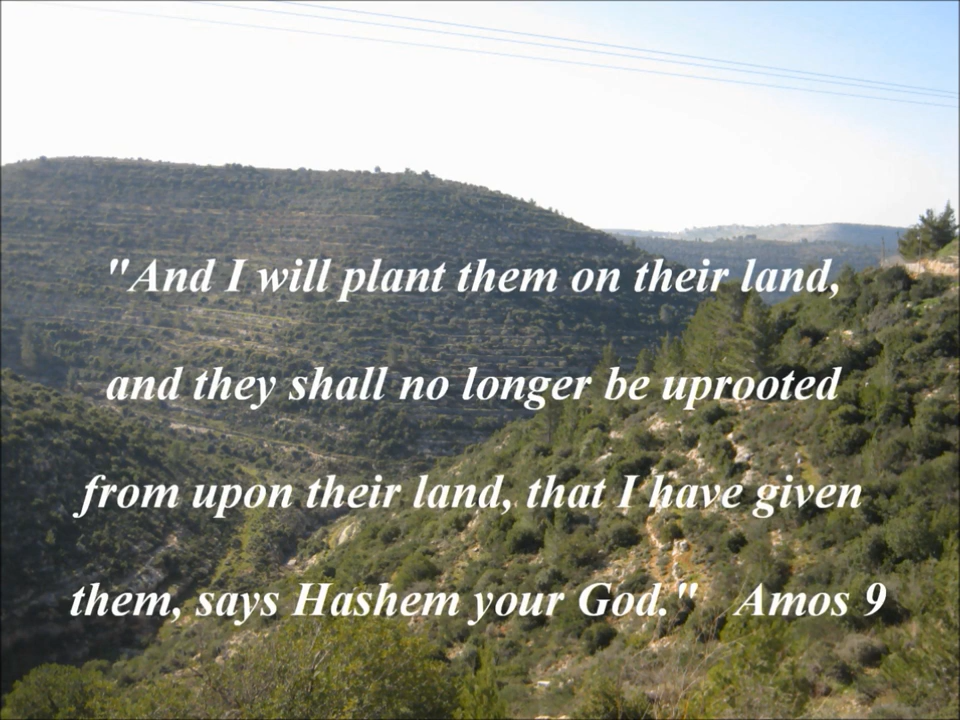 "And I will plant them on their land,
and they shall no longer be uprooted
from upon their land, that I have given
them, says Hashem your God." Amos 9